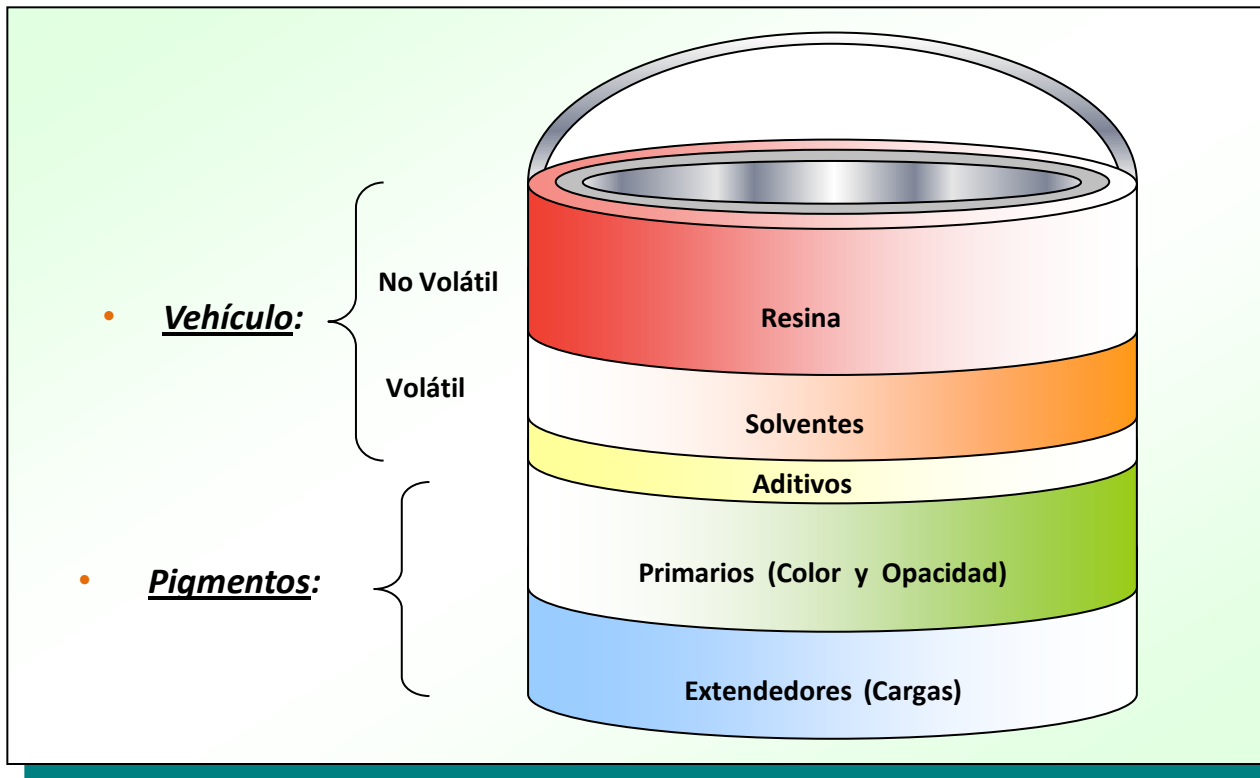 No Volátil
• Vehículo:
Resina
Volátil
Solventes
Aditivos
Primarios (Color y Opacidad)
• Pigmentos:
Extendedores (Cargas)